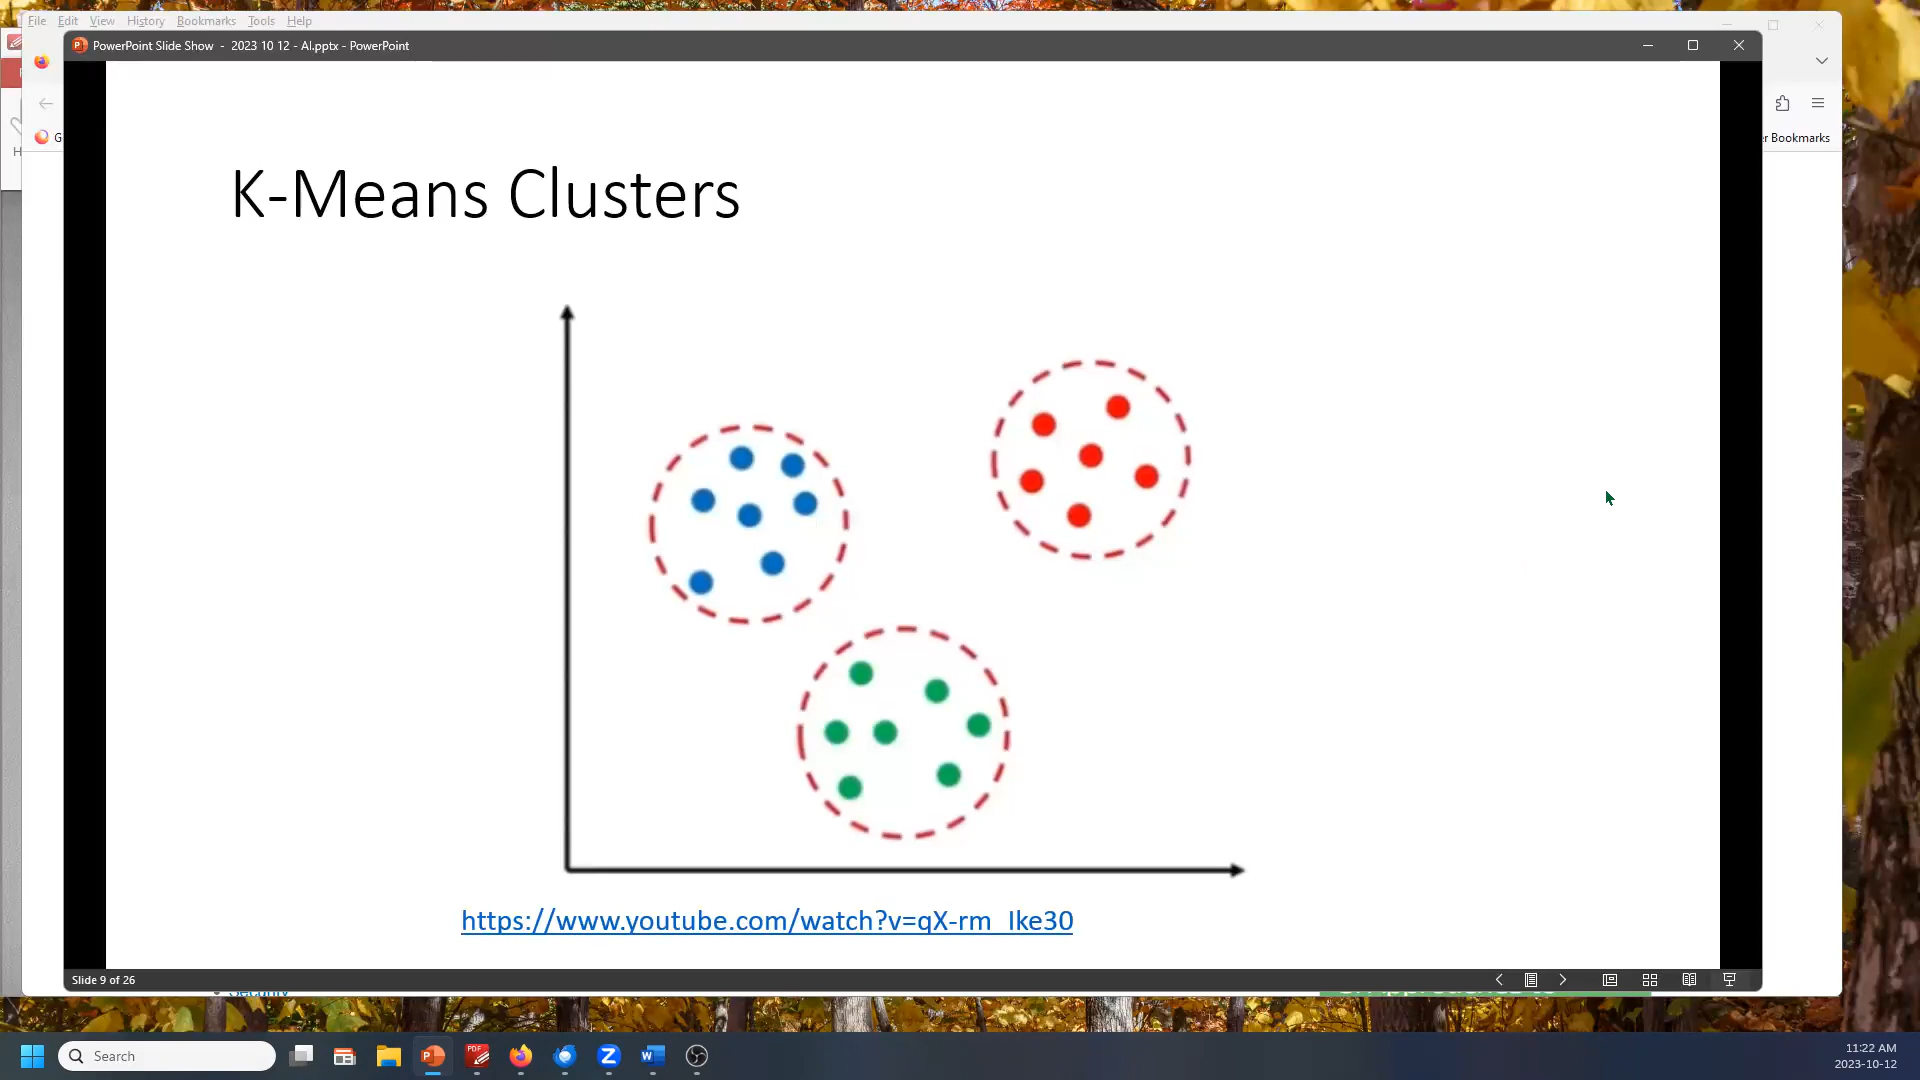 File Edit View History Bookmarks Tools Help
PowerPoint Slide Show - 2023 10 12 - AI.pptx - PowerPoint
r Bookmarks
K-Means Clusters
https://www.youtube.com/watch?v=qX-rm_Ike30
Slide 9 of 26
Security
Search
11:22 AM
2023-10-12